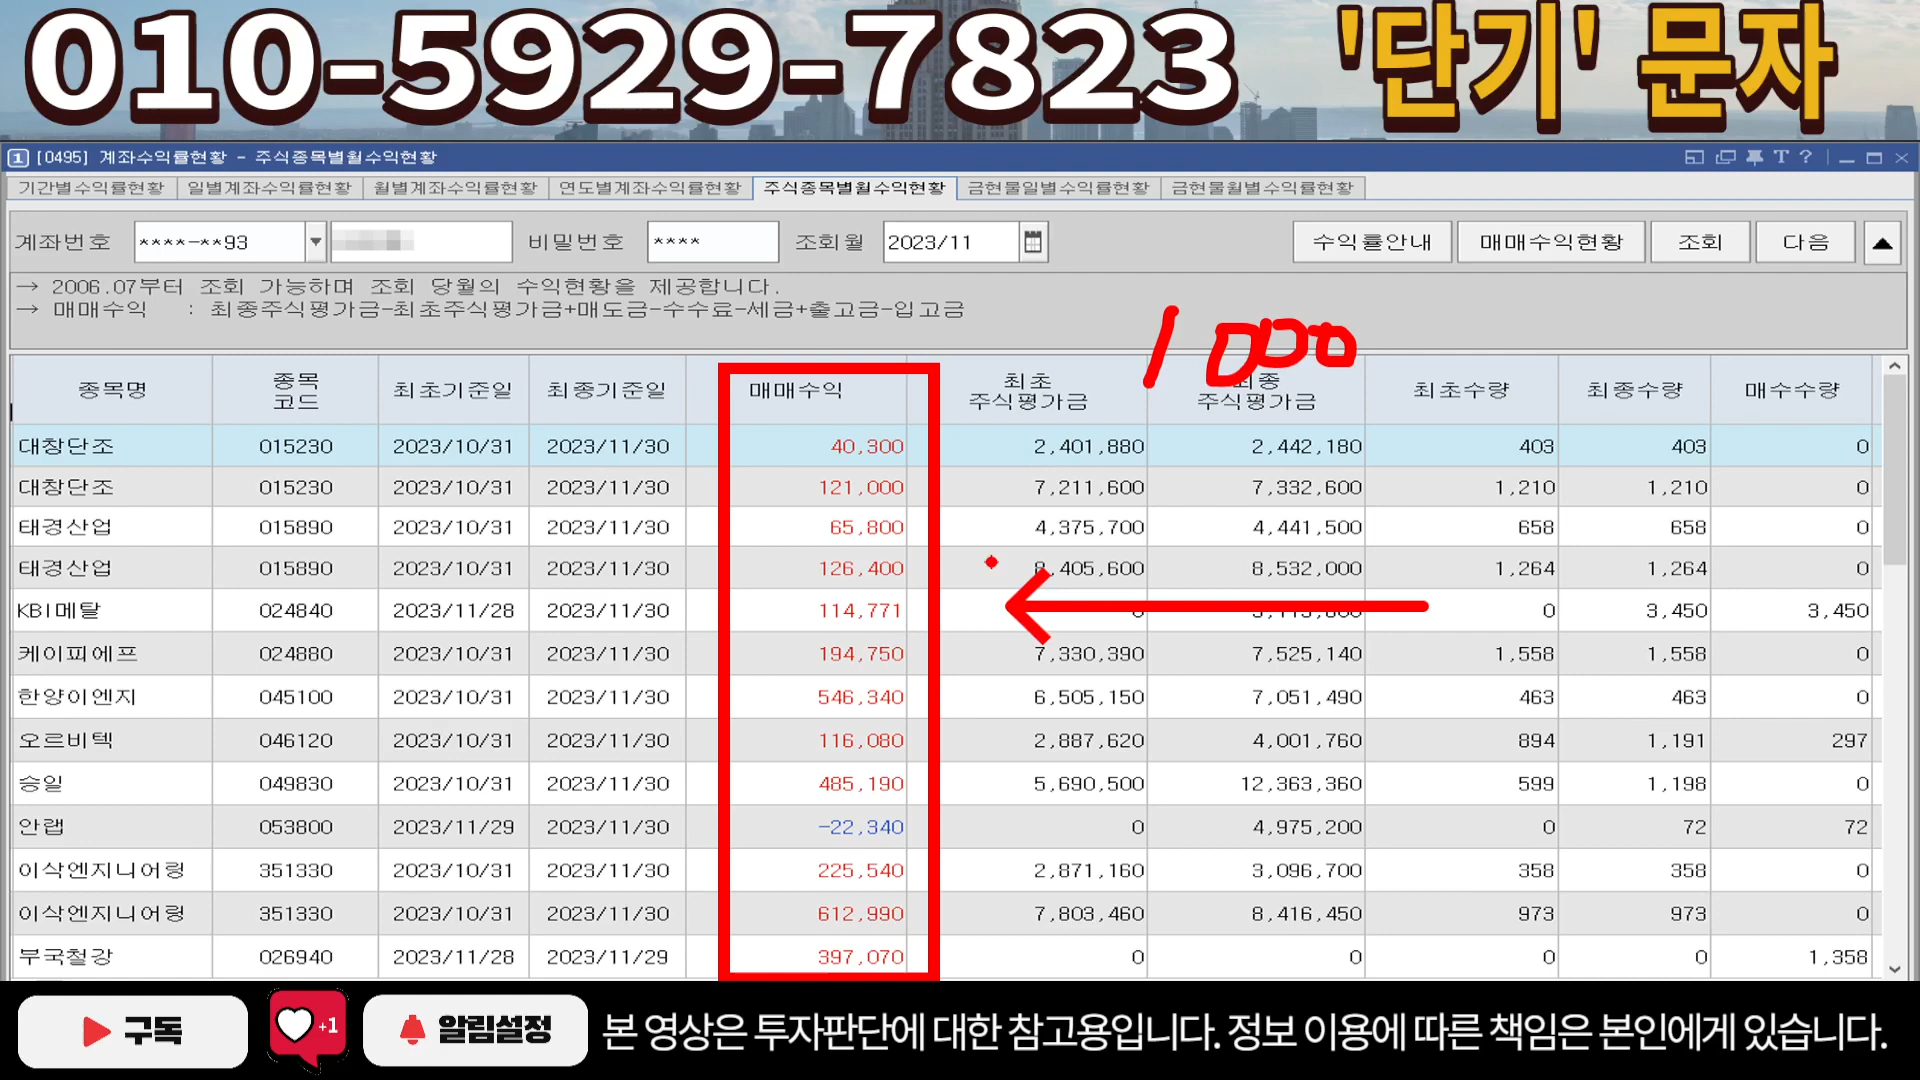 010-5929-7823 '단기' 문자
1 [0495] 계좌수익률현황 - 주식종목별월수익현황 T ?
기간별수익률현황 일별계좌수익률현황 월별계좌수익률현황 연도별계좌수익률현황 주식종목별월수익현황 금현물일별수익률현황 금현물월별수익률현황
계좌번호 ****-**93 비밀번호 **** 조회월 2023/11 수익률안내 매매수익현황 조회 다음
→ 2006.07부터 조회 가능하며 조회 당월의 수익현황을 제공합니다.
→ 매매수익 : 최종주식평가금-최초주식평가금+매도금-수수료-세금+출고금-입고금
1000
종목명 종목코드 최초기준일 최종기준일 매매수익 최초주식평가금 최종주식평가금 최초수량 최종수량 매수수량
대창단조 015230 2023/10/31 2023/11/30 40,300 2,401,880 2,442,180 403 403 0
대창단조 015230 2023/10/31 2023/11/30 121,000 7,211,600 7,332,600 1,210 1,210 0
태경산업 015890 2023/10/31 2023/11/30 65,800 4,375,700 4,441,500 658 658 0
태경산업 015890 2023/10/31 2023/11/30 126,400 8,405,600 8,532,000 1,264 1,264 0
KBI메탈 024840 2023/11/28 2023/11/30 114,771 0 0 3,450 3,450
케이피에프 024880 2023/10/31 2023/11/30 194,750 7,330,390 7,525,140 1,558 1,558 0
한양이엔지 045100 2023/10/31 2023/11/30 546,340 6,505,150 7,051,490 463 463 0
오르비텍 046120 2023/10/31 2023/11/30 116,080 2,887,620 4,001,760 894 1,191 297
승일 049830 2023/10/31 2023/11/30 485,190 5,690,500 12,363,360 599 1,198 0
안랩 053800 2023/11/29 2023/11/30 -22,340 0 4,975,200 0 72 72
이삭엔지니어링 351330 2023/10/31 2023/11/30 225,540 2,871,160 3,096,700 358 358 0
이삭엔지니어링 351330 2023/10/31 2023/11/30 612,990 7,803,460 8,416,450 973 973 0
부국철강 026940 2023/11/28 2023/11/29 397,070 0 0 0 0 1,358
구독 +1 알림설정 본 영상은 투자판단에 대한 참고용입니다. 정보 이용에 따른 책임은 본인에게 있습니다.